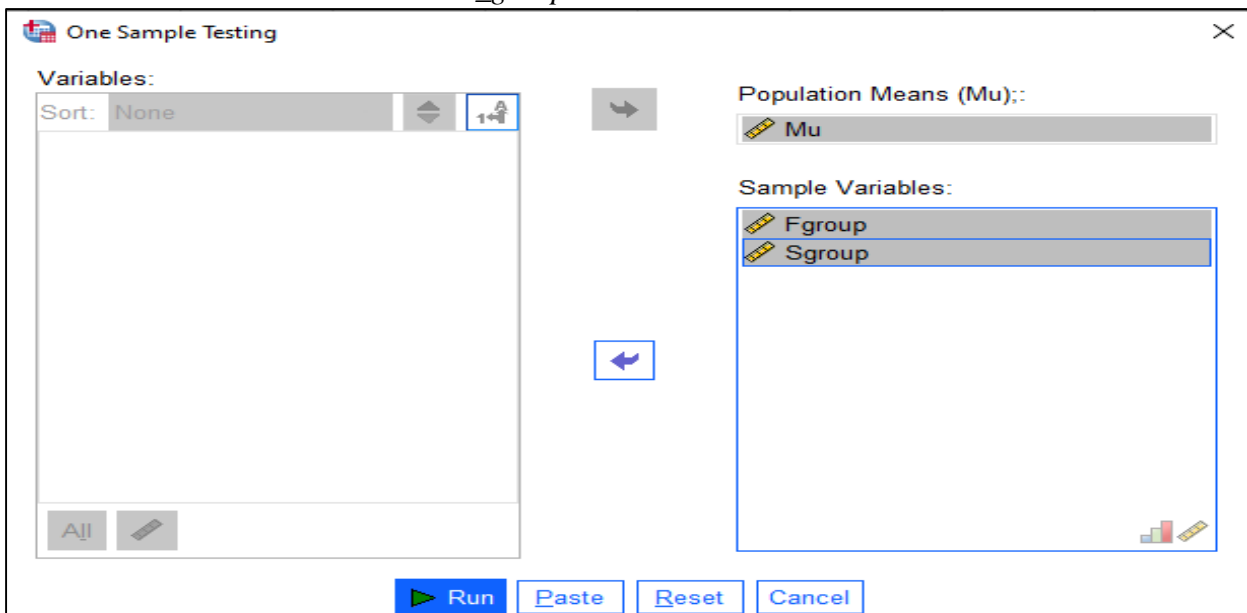 One Sample Testing
Variables:
Sort: None
Population Means (Mu);:
Mu
Sample Variables:
Fgroup
Sgroup
All
Run Paste Reset Cancel